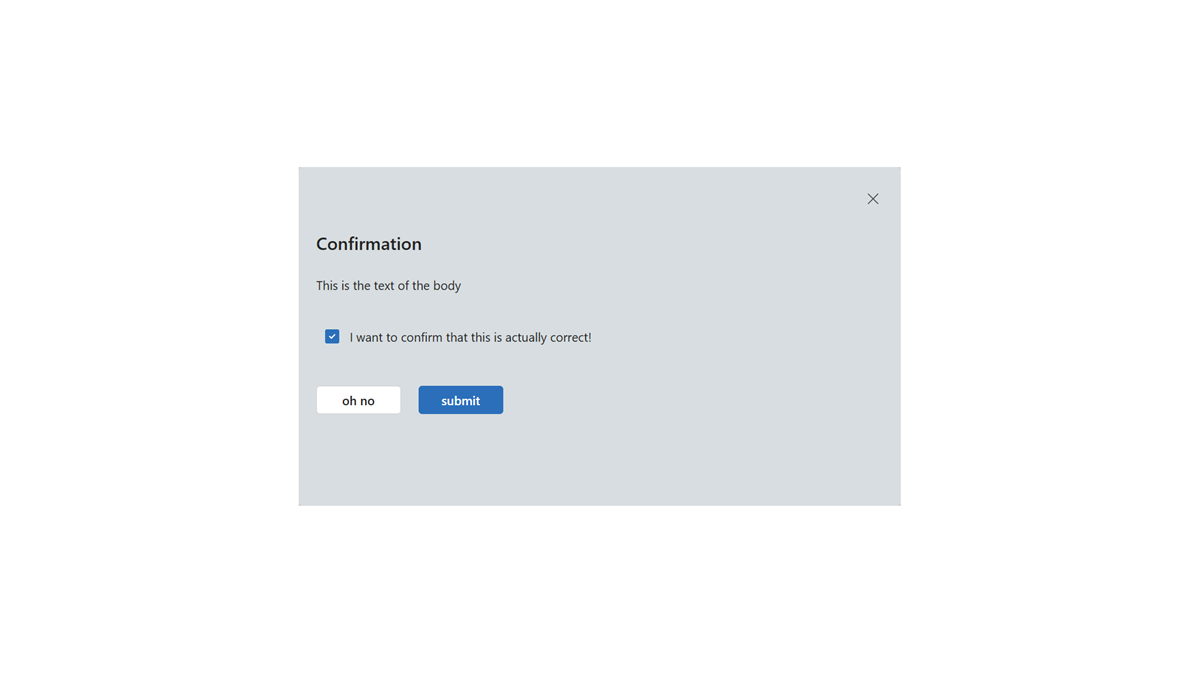 Confirmation
This is the text of the body
I want to confirm that this is actually correct!
oh no
submit